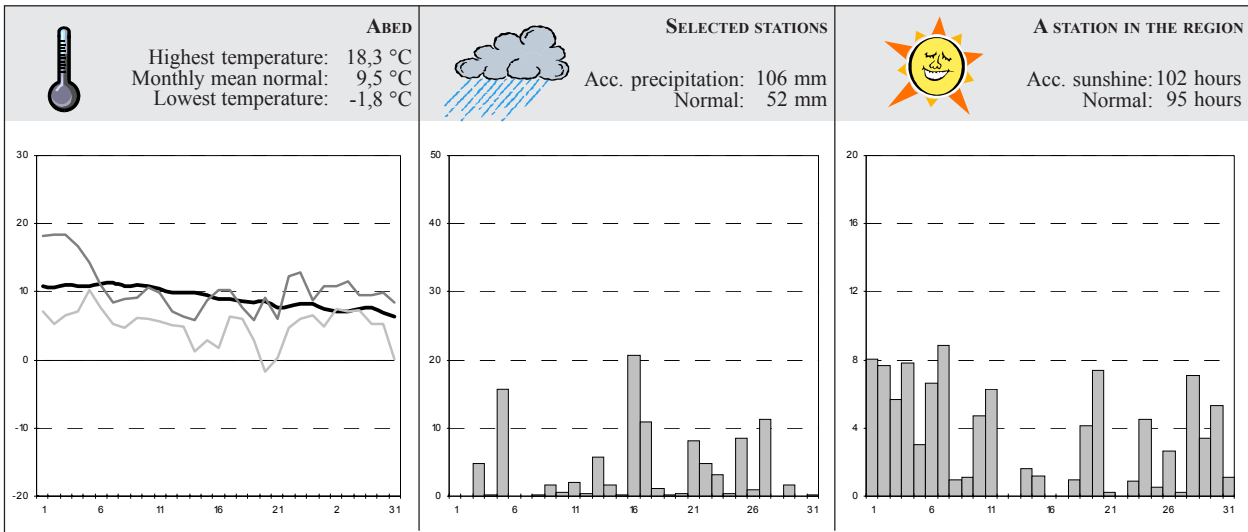 ABED
Highest temperature: 18,3 °C
Monthly mean normal: 9,5 °C
Lowest temperature: -1,8 °C
30
20
10
0
-10
-20
1 6 11 16 21 2 31
SELECTED STATIONS
Acc. precipitation: 106 mm
Normal: 52 mm
50
40
30
20
10
0
1 6 11 16 21 26 31
A STATION IN THE REGION
Acc. sunshine: 102 hours
Normal: 95 hours
20
16
12
8
4
0
1 6 11 16 21 26 31